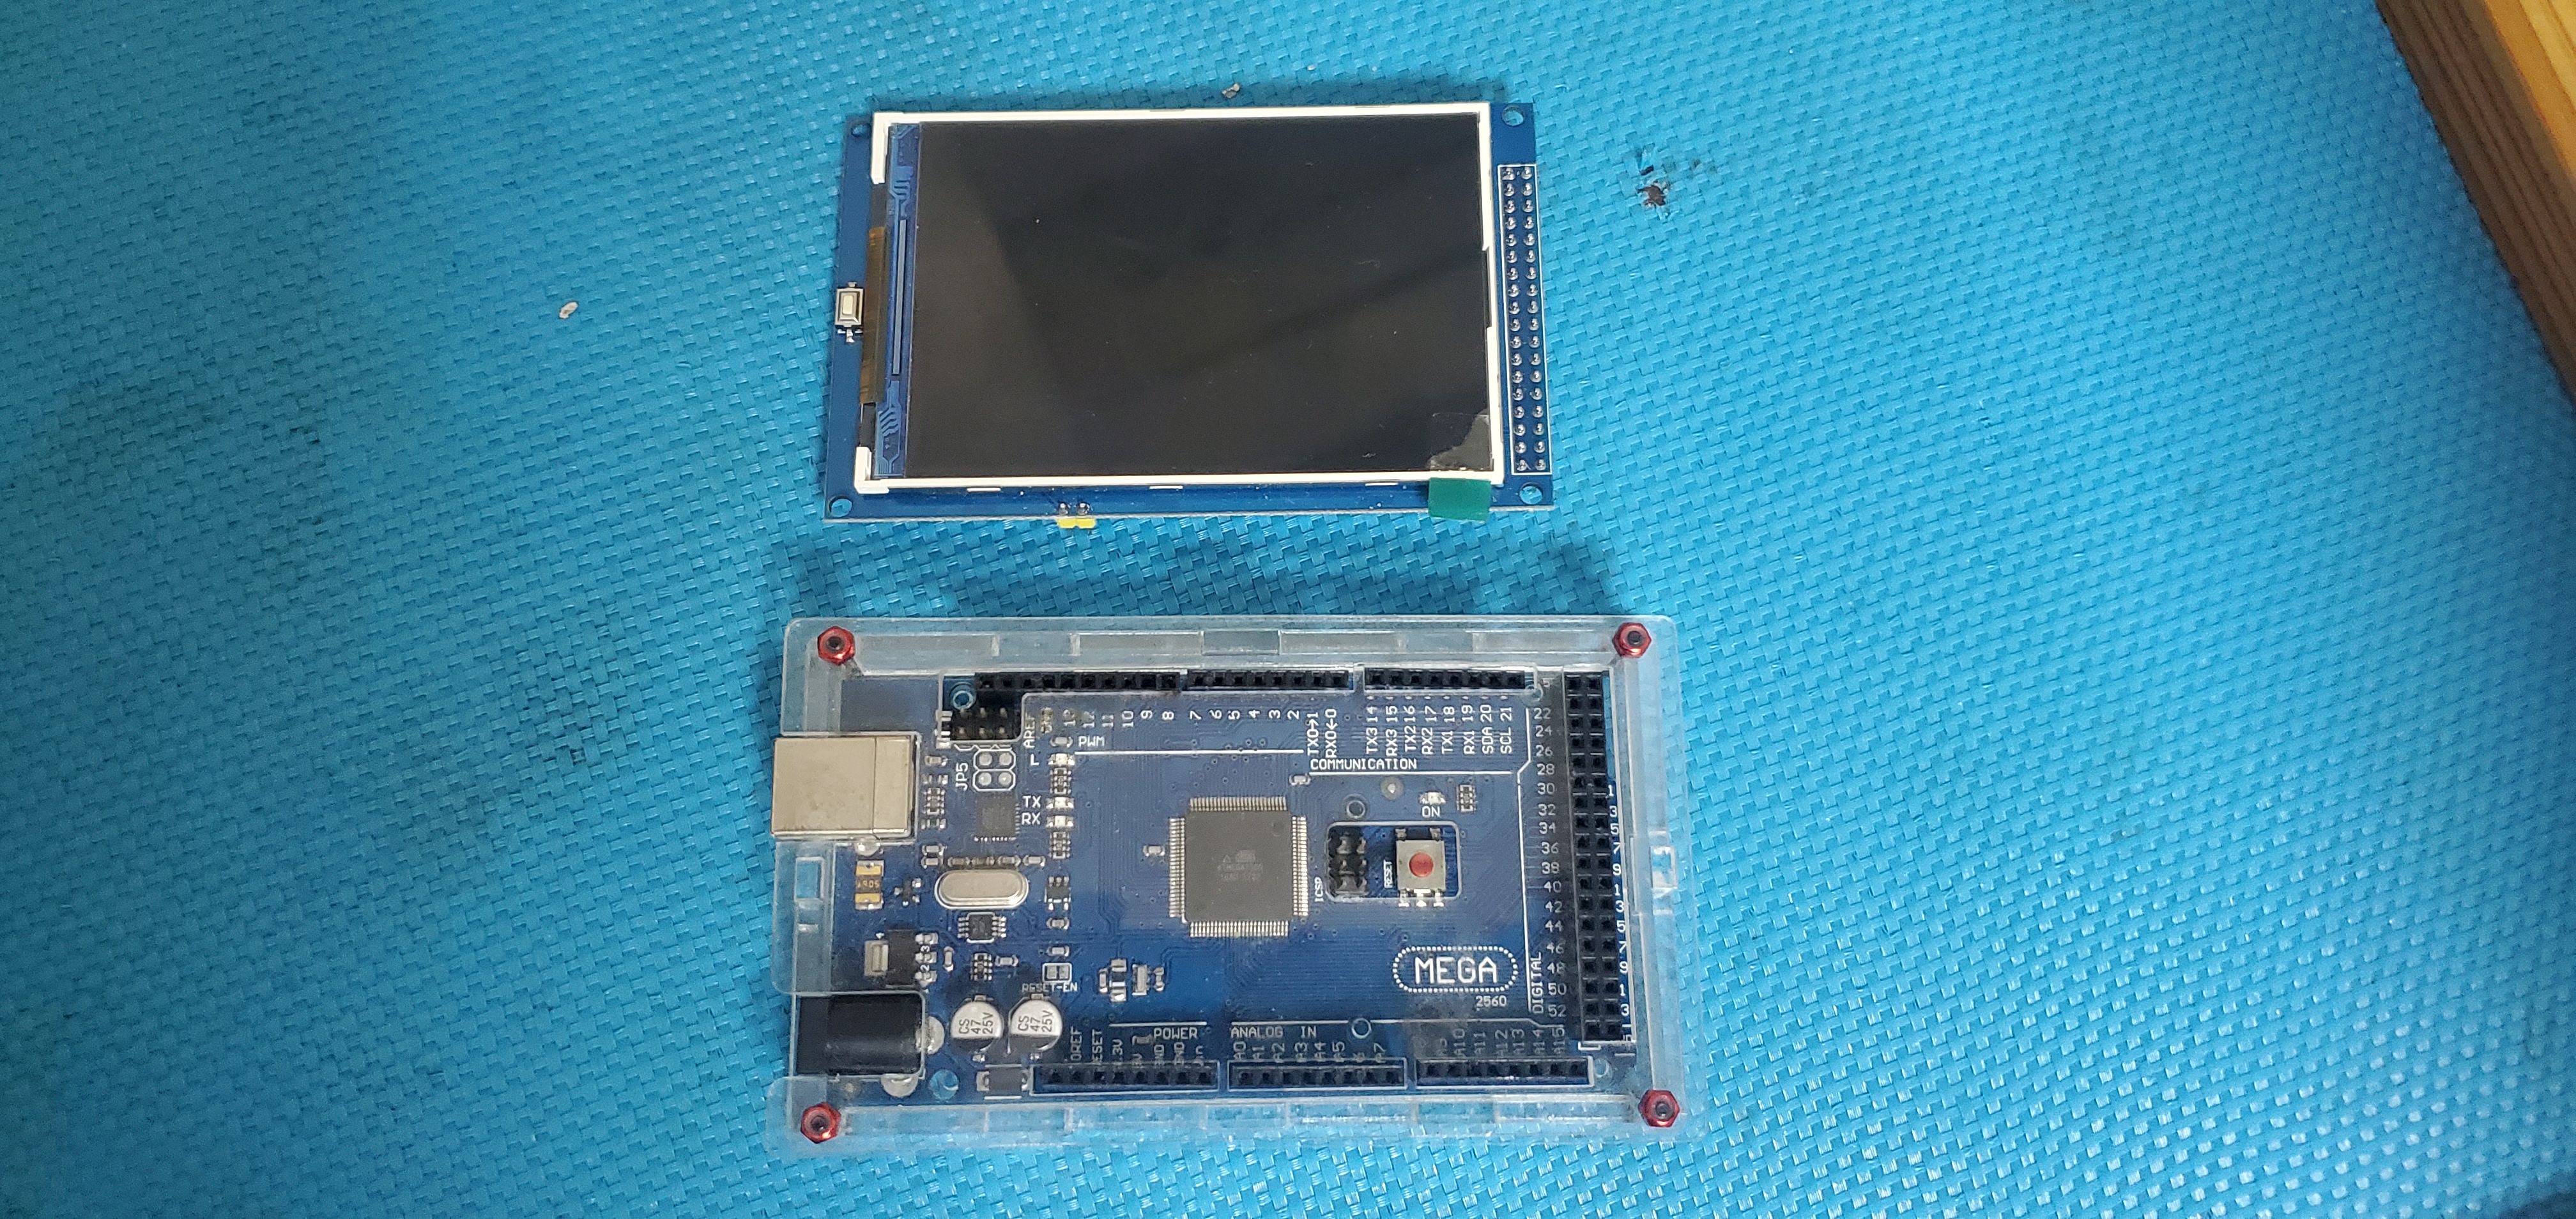 AREF
13
12
11
10
9
8
7
6
5
4
3
2
TX0→1
RX0←0
TX3 14
RX3 15
TX2 16
RX2 17
TX1 18
RX1 19
SDA 20
SCL 21
PWM
L
COMMUNICATION
JP5
TX
RX
ON
ICSP
RESET
22
24
26
28
30
32
34
36
38
40
42
44
46
48
50
52
DIGITAL
MEGA
2560
RESET-EN
CS
47
25V
CS
47
25V
POWER
ANALOG IN
A0
A1
A2
A3
A4
A5
A7
A10
A11
A12
A13
A14
A15